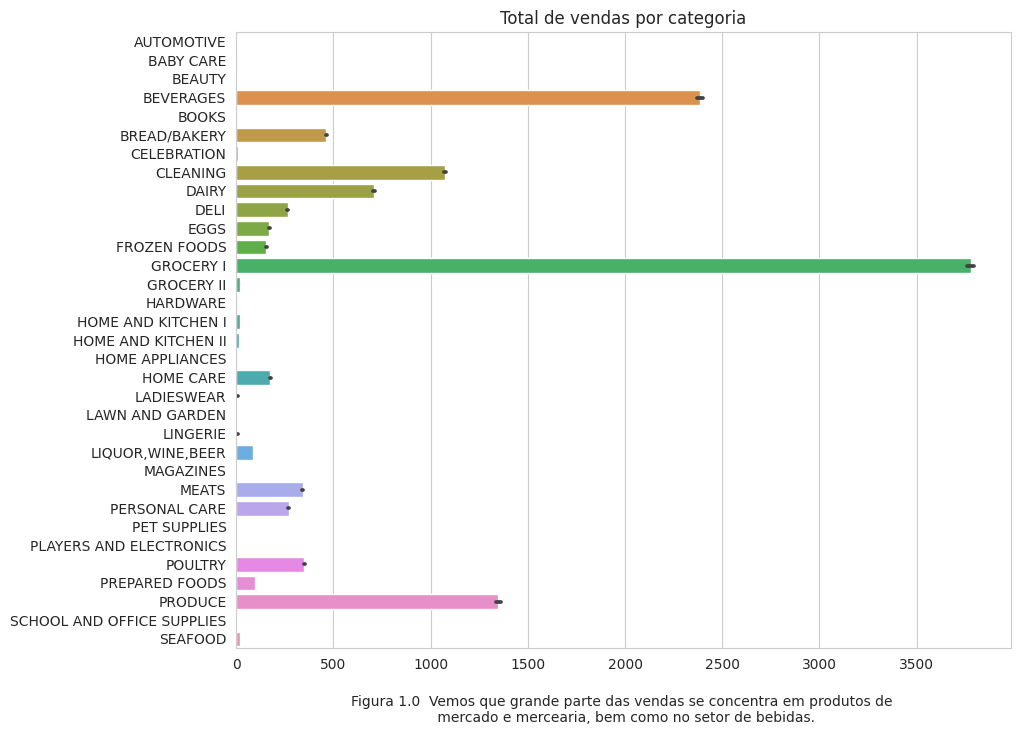 Total de vendas por categoria
AUTOMOTIVE
BABY CARE
BEAUTY
BEVERAGES
BOOKS
BREAD/BAKERY
CELEBRATION
CLEANING
DAIRY
DELI
EGGS
FROZEN FOODS
GROCERY I
GROCERY II
HARDWARE
HOME AND KITCHEN I
HOME AND KITCHEN II
HOME APPLIANCES
HOME CARE
LADIESWEAR
LAWN AND GARDEN
LINGERIE
LIQUOR,WINE,BEER
MAGAZINES
MEATS
PERSONAL CARE
PET SUPPLIES
PLAYERS AND ELECTRONICS
POULTRY
PREPARED FOODS
PRODUCE
SCHOOL AND OFFICE SUPPLIES
SEAFOOD
0 500 1000 1500 2000 2500 3000 3500
Figura 1.0  Vemos que grande parte das vendas se concentra em produtos de
mercado e mercearia, bem como no setor de bebidas.